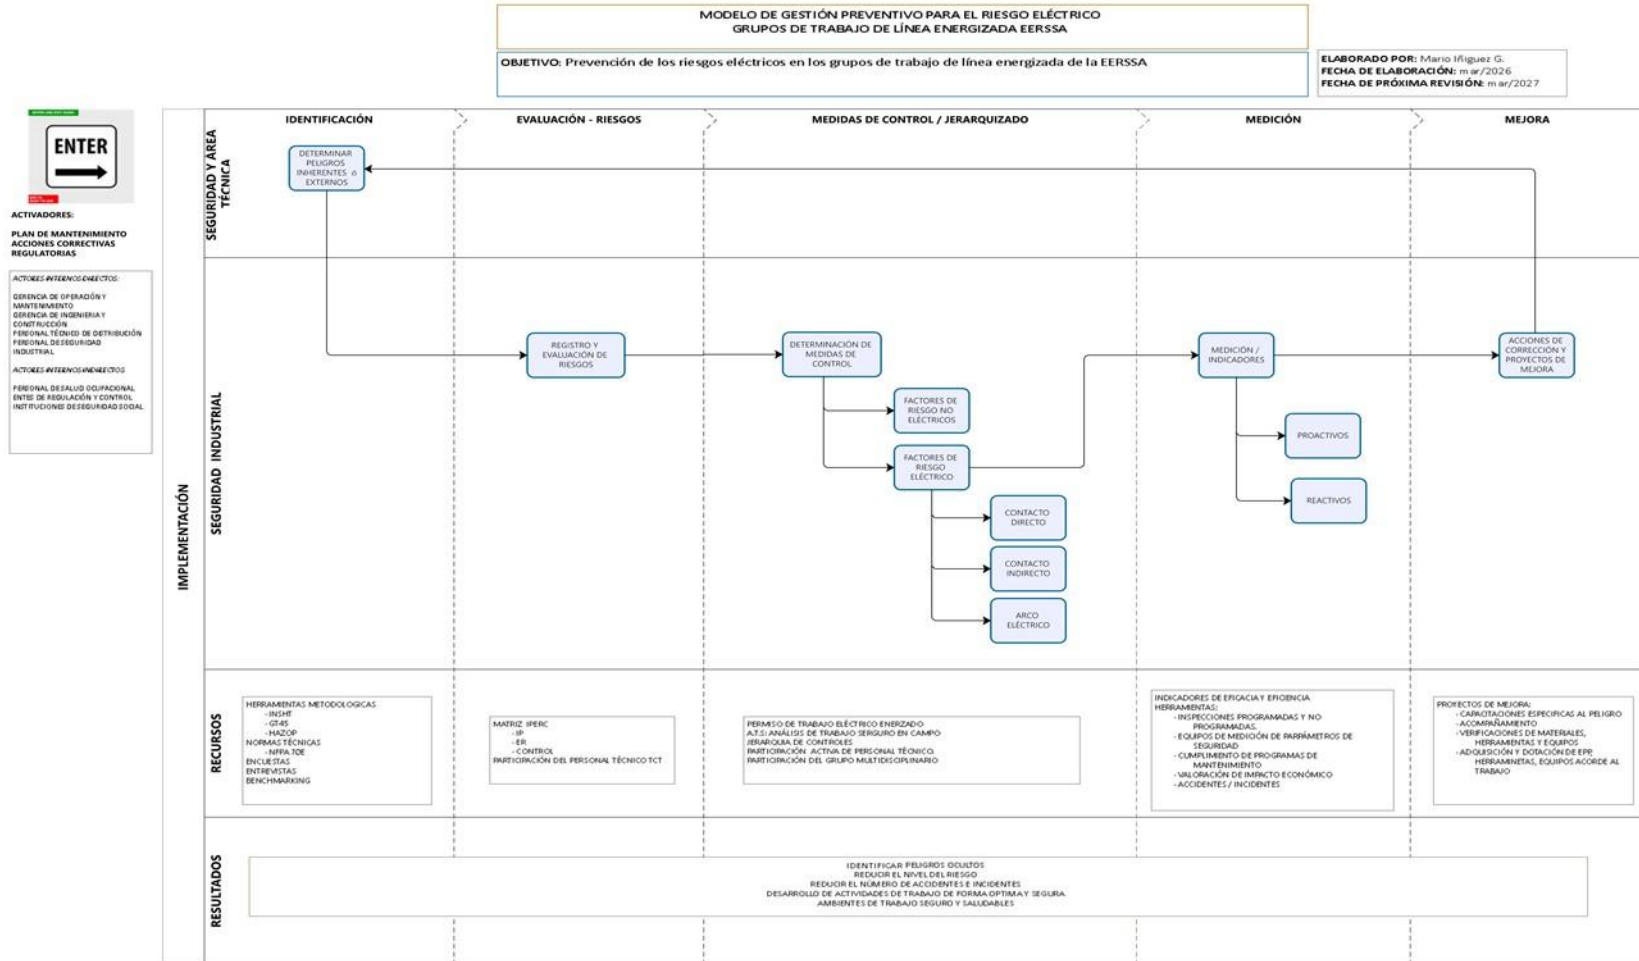 MODELO DE GESTIÓN PREVENTIVO PARA EL RIESGO ELÉCTRICO
GRUPOS DE TRABAJO DE LÍNEA ENERGIZADA EERSSA
OBJETIVO: Prevención de los riesgos eléctricos en los grupos de trabajo de línea energizada de la EERSSA
ELABORADO POR: Mario Iñiguez G.
FECHA DE ELABORACIÓN: mar/2026
FECHA DE PRÓXIMA REVISIÓN: mar/2027
ENTER
ACTIVADORES:
PLAN DE MANTENIMIENTO
ACCIONES CORRECTIVAS
REGULATORIAS
ACTORES INTERNOS DIRECTOS:
GERENCIA DE OPERACIÓN Y
MANTENIMIENTO
GERENCIA DE INGENIERIA Y
CONSTRUCCIÓN
PERSONAL TÉCNICO DE DISTRIBUCIÓN
PERSONAL DE SEGURIDAD
INDUSTRIAL
ACTORES INTERNOS INDIRECTOS
PERSONAL DE SALUD OCUPACIONAL
ENTES DE REGULACIÓN Y CONTROL
INSTITUCIONES DE SEGURIDAD SOCIAL
IMPLEMENTACIÓN
IDENTIFICACIÓN
EVALUACIÓN - RIESGOS
MEDIDAS DE CONTROL / JERARQUIZADO
MEDICIÓN
MEJORA
SEGURIDAD Y ÁREA
TÉCNICA
DETERMINAR
PELIGROS
INHERENTES ó
EXTERNOS
SEGURIDAD INDUSTRIAL
REGISTRO Y
EVALUACIÓN DE
RIESGOS
DETERMINACIÓN DE
MEDIDAS DE
CONTROL
FACTORES DE
RIESGO NO
ELÉCTRICOS
FACTORES DE
RIESGO
ELÉCTRICO
CONTACTO
DIRECTO
CONTACTO
INDIRECTO
ARCO
ELÉCTRICO
MEDICIÓN /
INDICADORES
PROACTIVOS
REACTIVOS
ACCIONES DE
CORRECCIÓN Y
PROYECTOS DE
MEJORA
RECURSOS
HERRAMIENTAS METODOLOGICAS
- INSHT
- GT-45
- HAZOP
NORMAS TÉCNICAS
- NFPA 70E
ENCUESTAS
ENTREVISTAS
BENCHMARKING
MATRIZ IPERC
- IP
- ER
- CONTROL
PARTICIPACIÓN DEL PERSONAL TÉCNICO TCT
PERMISO DE TRABAJO ELÉCTRICO ENERZADO
A.T.S: ANÁLISIS DE TRABAJO SERGURO EN CAMPO
JERARQUIA DE CONTROLES
PARTICIPACIÓN ACTIVA DE PERSONAL TÉCNICO.
PARTICIPACIÓN DEL GRUPO MULTIDISCIPLINARIO
INDICADORES DE EFICACIA Y EFICIENCIA
HERRAMIENTAS:
- INSPECCIONES PROGRAMADAS Y NO
PROGRAMADAS.
- EQUIPOS DE MEDICIÓN DE PARPÁMETROS DE
SEGURIDAD
- CUMPLIMIENTO DE PROGRAMAS DE
MANTENIMIENTO
- VALORACIÓN DE IMPACTO ECONÓMICO
- ACCIDENTES / INCIDENTES
PROYECTOS DE MEJORA:
- CAPACITACIONES ESPECIFICAS AL PELIGRO
- ACOMPAÑAMIENTO
- VERIFICACIONES DE MATERIALES,
HERRAMIENTAS Y EQUIPOS
- ADQUISICIÓN Y DOTACIÓN DE EPP,
HERRAMINETAS, EQUIPOS ACORDE AL
TRABAJO
RESULTADOS
IDENTIFICAR PELIGROS OCULTOS
REDUCIR EL NIVEL DEL RIESGO
REDUCIR EL NÚMERO DE ACCIDENTES E INCIDENTES
DESARROLLO DE ACTIVIDADES DE TRABAJO DE FORMA OPTIMA Y SEGURA
AMBIENTES DE TRABAJO SEGURO Y SALUDABLES